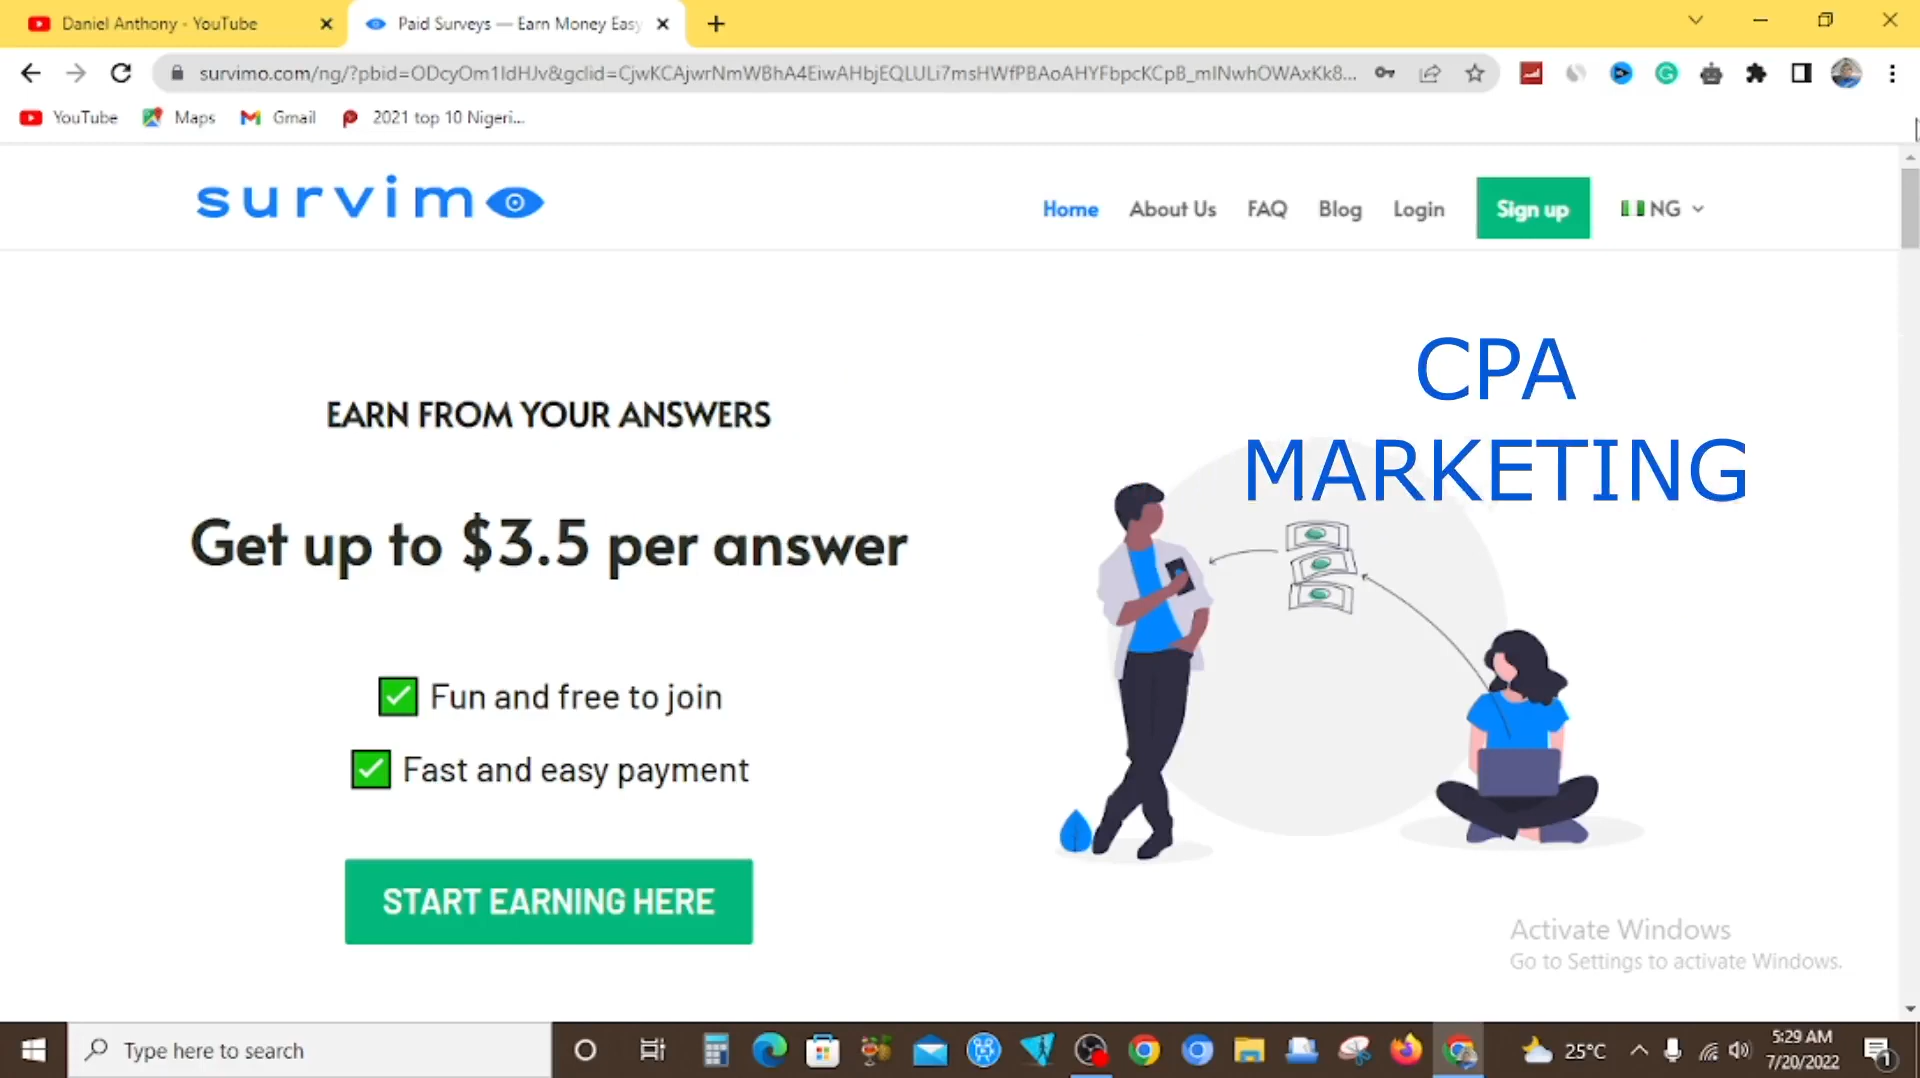 Daniel Anthony - YouTube
Paid Surveys — Earn Money Easy
survimo.com/ng/?pbid=ODcyOm1IdHJv&gclid=CjwKCAjwrNmWBhA4EiwAHbjEQLULi7msHWfPBAoAHYFbpcKCpB_mINwhOWAxKk8...
YouTube
Maps
Gmail
2021 top 10 Nigeri...
survimo
Home
About Us
FAQ
Blog
Login
Sign up
NG
CPA
MARKETING
EARN FROM YOUR ANSWERS
Get up to $3.5 per answer
Fun and free to join
Fast and easy payment
START EARNING HERE
Activate Windows
Go to Settings to activate Windows.
Type here to search
25°C
5:29 AM
7/20/2022
1